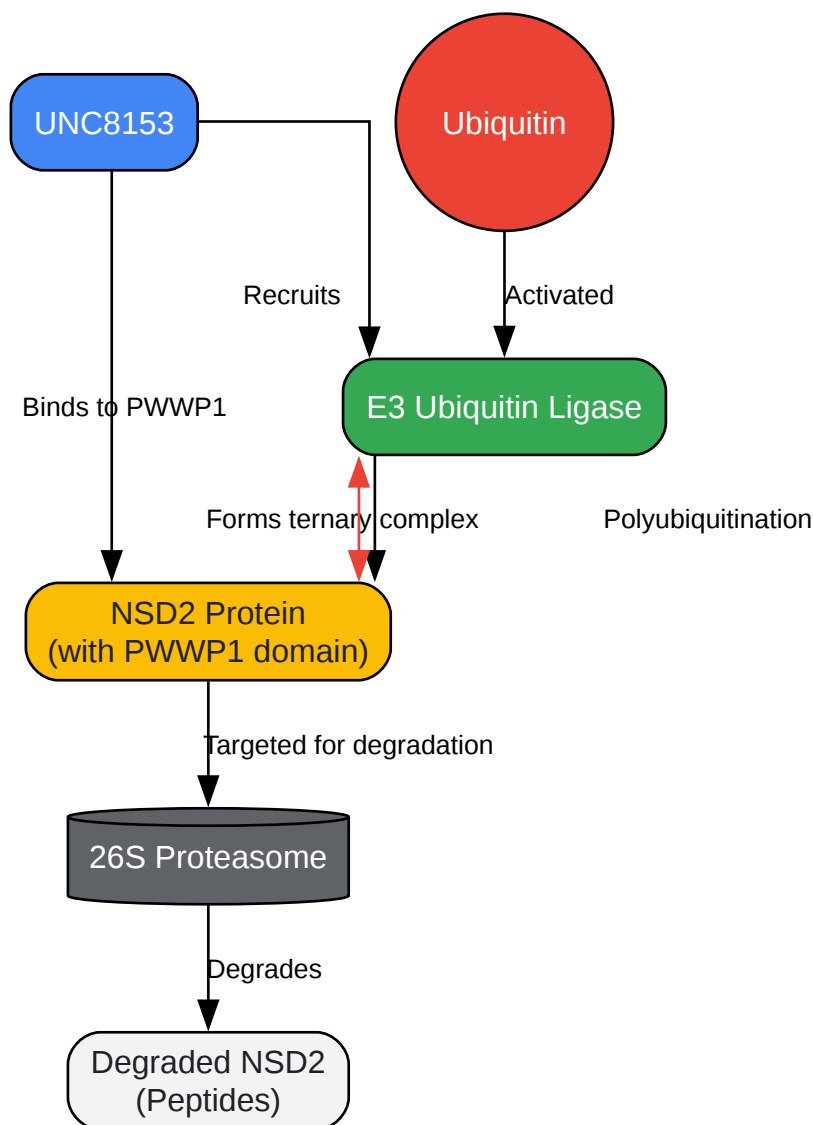 UNC8153
Ubiquitin
Recruits
Activated
Binds to PWWP1
E3 Ubiquitin Ligase
Forms ternary complex
Polyubiquitination
NSD2 Protein
(with PWWP1 domain)
Targeted for degradation
26S Proteasome
Degrades
Degraded NSD2
(Peptides)